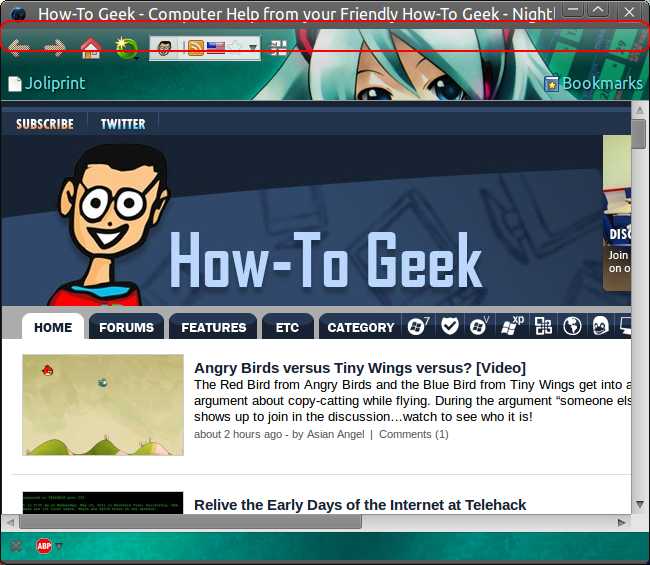 How-To Geek - Computer Help from your Friendly How-To Geek - Night
Joliprint
Bookmarks
SUBSCRIBE
TWITTER
How-To Geek
DISC
Join
on o
HOME
FORUMS
FEATURES
ETC
CATEGORY
7
V
xp
Angry Birds versus Tiny Wings versus? [Video]
The Red Bird from Angry Birds and the Blue Bird from Tiny Wings get into a
argument about copy-catting while flying. During the argument “someone els
shows up to join in the discussion…watch to see who it is!
about 2 hours ago - by Asian Angel | Comments (1)
Relive the Early Days of the Internet at Telehack
ABP